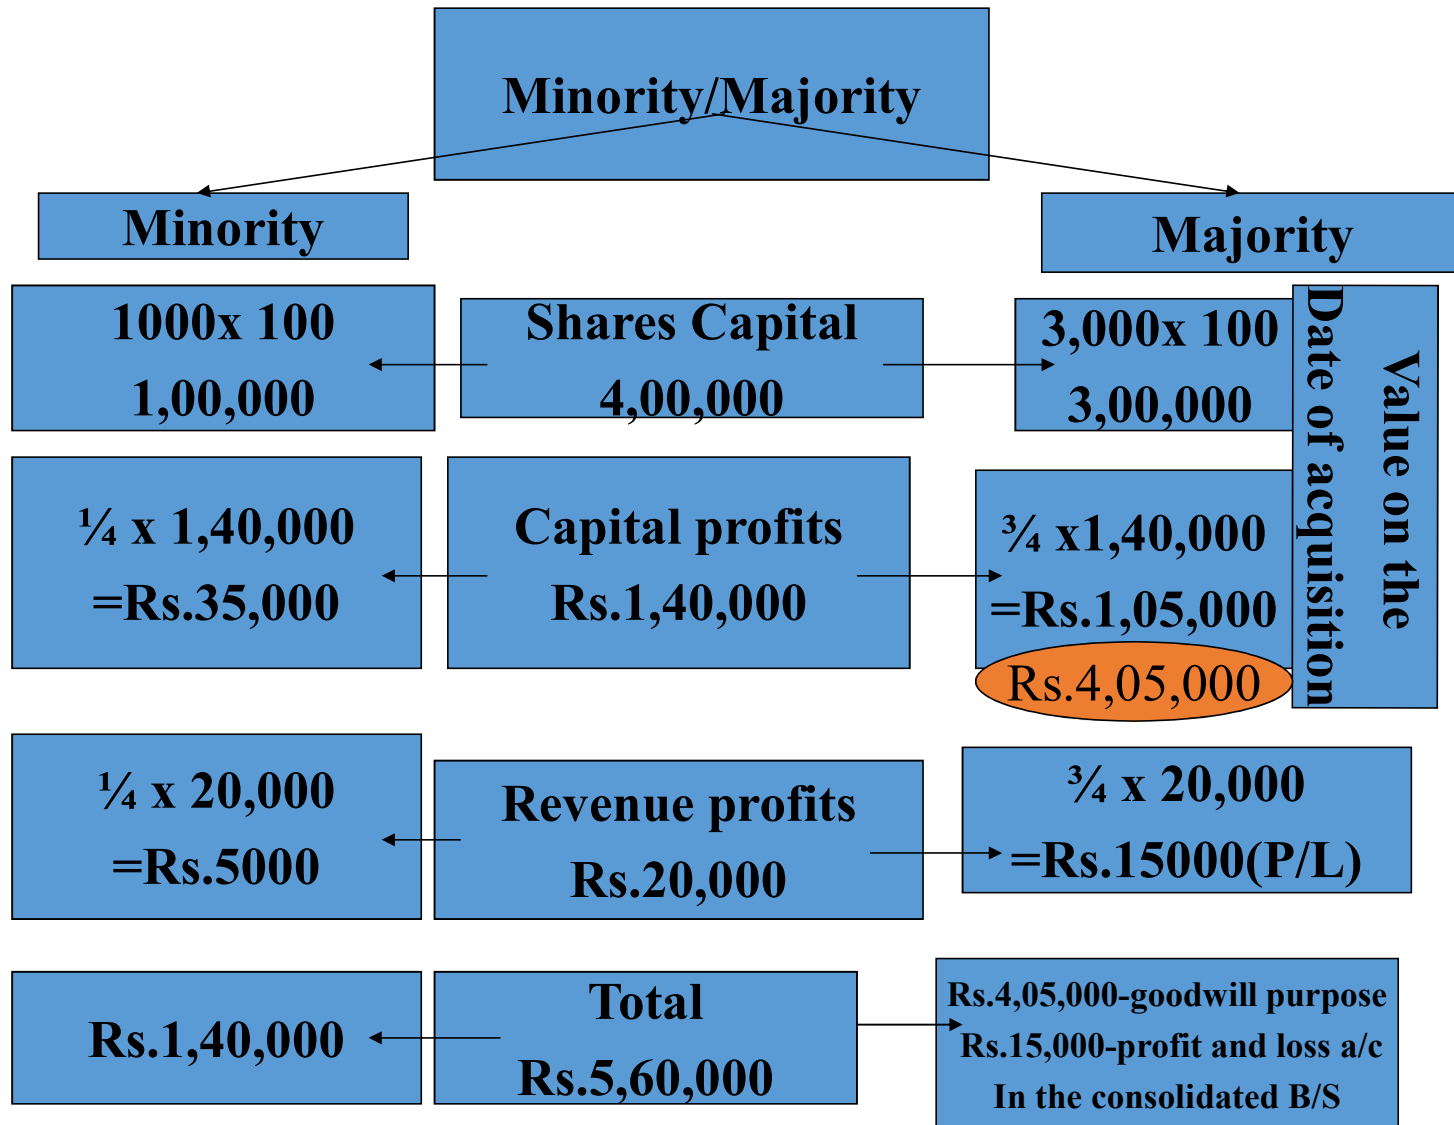 Minority/Majority
Minority
Majority
1000x 100
1,00,000
Shares Capital
4,00,000
3,000x 100
3,00,000
Value on the
Date of acquisition
¼ x 1,40,000
=Rs.35,000
Capital profits
Rs.1,40,000
¾ x1,40,000
=Rs.1,05,000
Rs.4,05,000
¼ x 20,000
=Rs.5000
Revenue profits
Rs.20,000
¾ x 20,000
=Rs.15000(P/L)
Rs.1,40,000
Total
Rs.5,60,000
Rs.4,05,000-goodwill purpose
Rs.15,000-profit and loss a/c
In the consolidated B/S